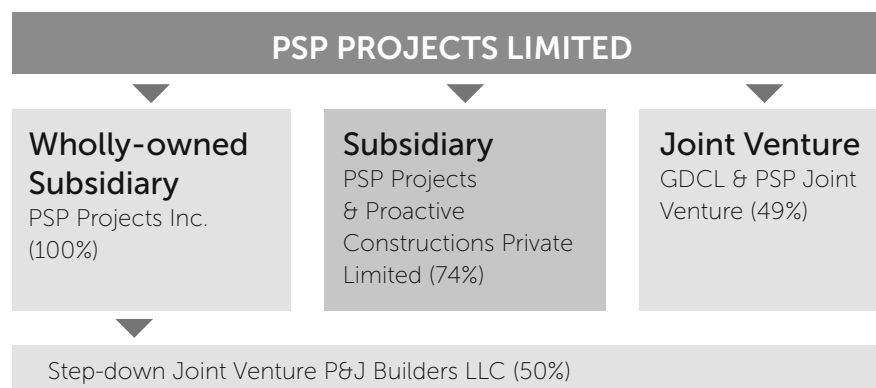 PSP PROJECTS LIMITED
Wholly-owned
Subsidiary
PSP Projects Inc.
(100%)
Subsidiary
PSP Projects
& Proactive
Constructions Private
Limited (74%)
Joint Venture
GDCL & PSP Joint
Venture (49%)
Step-down Joint Venture P&J Builders LLC (50%)